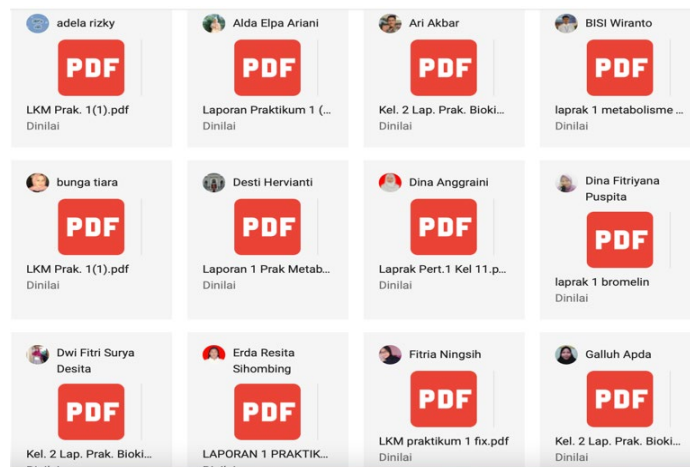 adela rizky
PDF
LKM Prak. 1(1).pdf
Dinilai
Alda Elpa Ariani
PDF
Laporan Praktikum 1 (...
Dinilai
Ari Akbar
PDF
Kel. 2 Lap. Prak. Bioki...
Dinilai
BISI Wiranto
PDF
laprak 1 metabolisme ...
Dinilai
bunga tiara
PDF
LKM Prak. 1(1).pdf
Dinilai
Desti Hervianti
PDF
Laporan 1 Prak Metab...
Dinilai
Dina Anggraini
PDF
Laprak Pert.1 Kel 11.p...
Dinilai
Dina Fitriyana
Puspita
PDF
laprak 1 bromelin
Dinilai
Dwi Fitri Surya
Desita
PDF
Kel. 2 Lap. Prak. Bioki...
Erda Resita
Sihombing
PDF
LAPORAN 1 PRAKTIK...
Fitria Ningsih
PDF
LKM praktikum 1 fix.pdf
Dinilai
Galluh Apda
PDF
Kel. 2 Lap. Prak. Bioki...
Dinilai